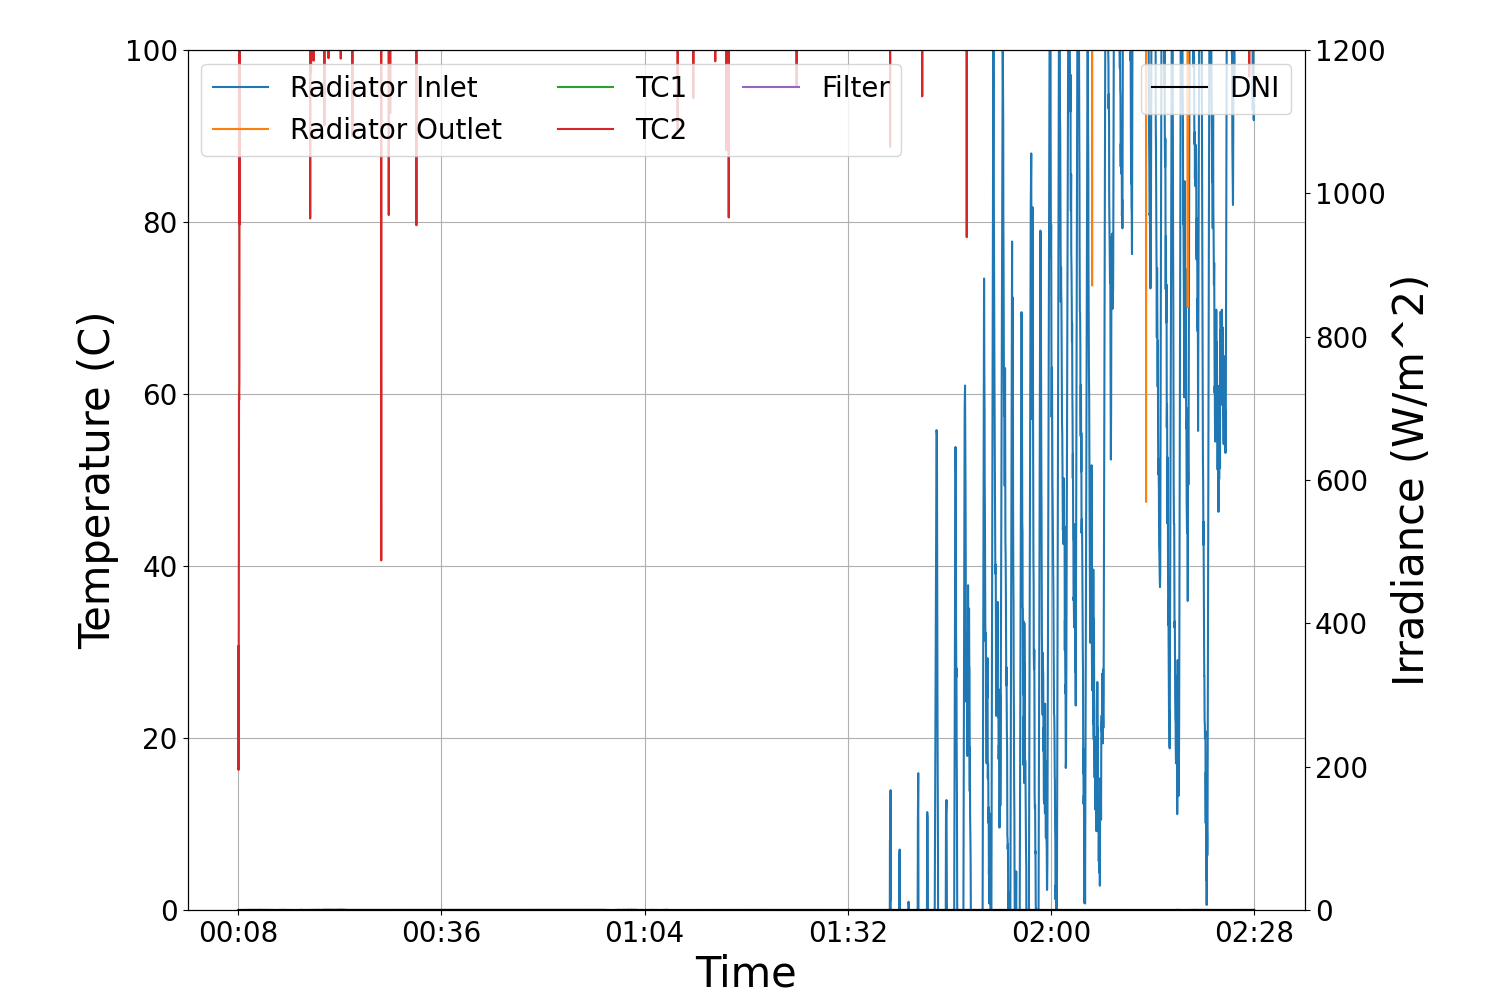 Radiator Inlet
Radiator Outlet
TC1
TC2
Filter
DNI
Temperature (C)
100
80
60
40
20
0
Irradiance (W/m^2)
1200
1000
800
600
400
200
0
00:08 00:36 01:04 01:32 02:00 02:28
Time